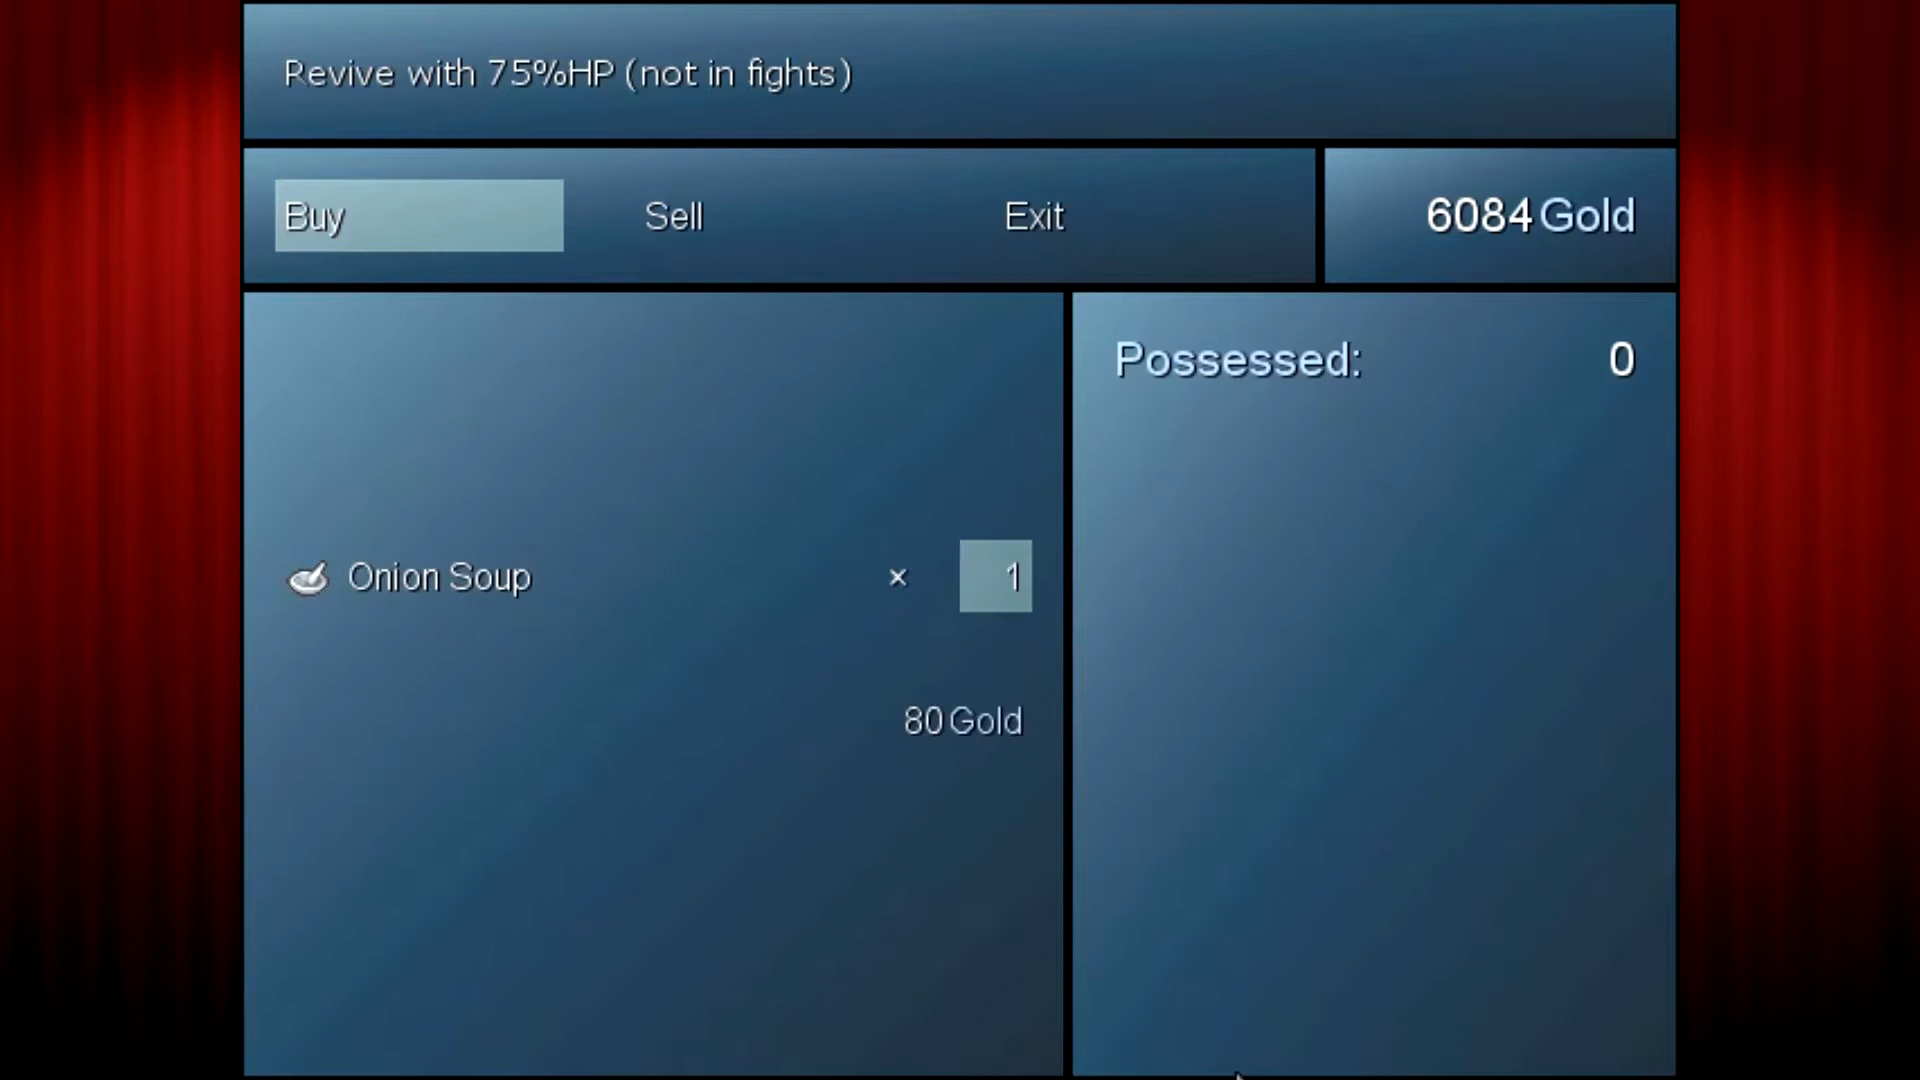 Revive with 75%HP (not in fights)
Buy Sell Exit 6084 Gold
Possessed: 0
Onion Soup × 1
80 Gold